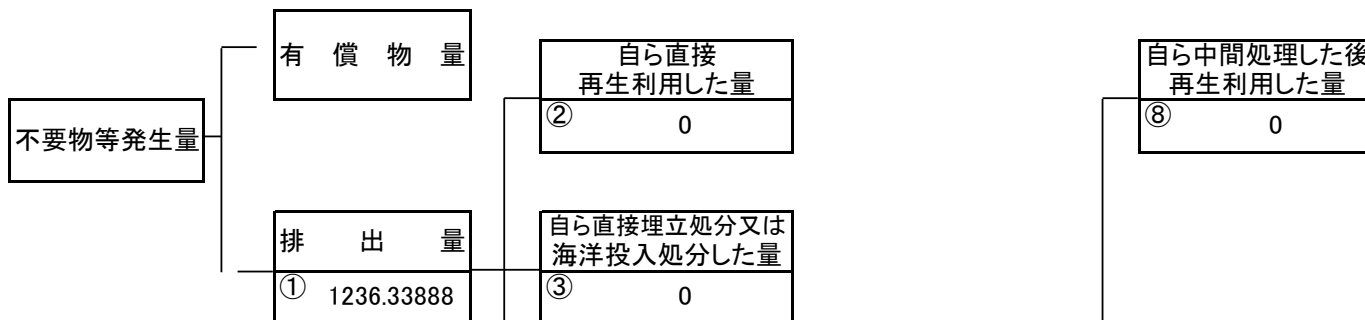 有償物量
自ら直接
再生利用した量
② 0
自ら中間処理した後
再生利用した量
⑧ 0
不要物等発生量
排出量
① 1236.33888
自ら直接埋立処分又は
海洋投入処分した量
③ 0